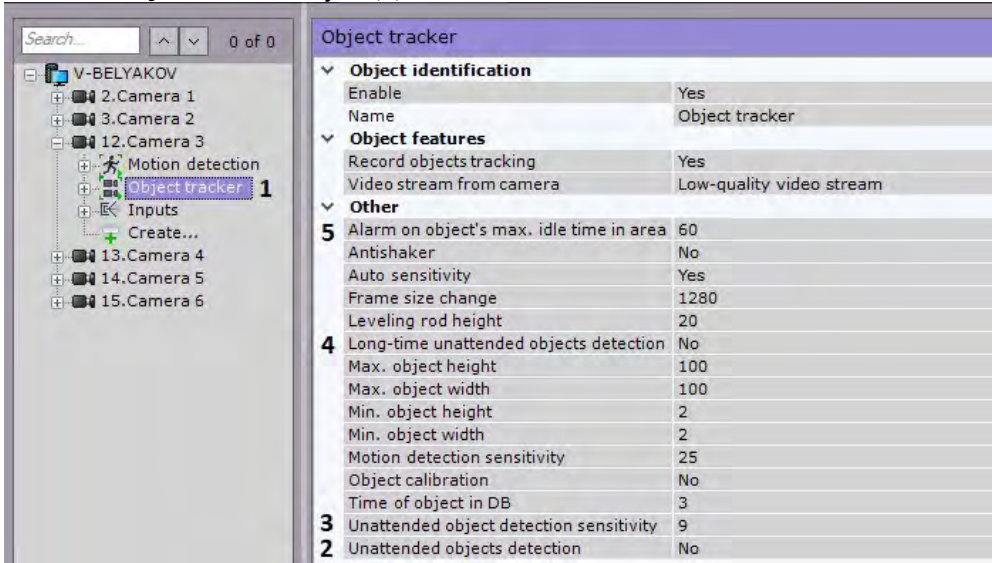 Search...
0 of 0
V-BELYAKOV
2.Camera 1
3.Camera 2
12.Camera 3
Motion detection
Object tracker 1
Inputs
Create...
13.Camera 4
14.Camera 5
15.Camera 6
Object tracker
Object identification
Enable Yes
Name Object tracker
Object features
Record objects tracking Yes
Video stream from camera Low-quality video stream
Other
5 Alarm on object's max. idle time in area 60
Antishaker No
Auto sensitivity Yes
Frame size change 1280
Leveling rod height 20
4 Long-time unattended objects detection No
Max. object height 100
Max. object width 100
Min. object height 2
Min. object width 2
Motion detection sensitivity 25
Object calibration No
Time of object in DB 3
3 Unattended object detection sensitivity 9
2 Unattended objects detection No